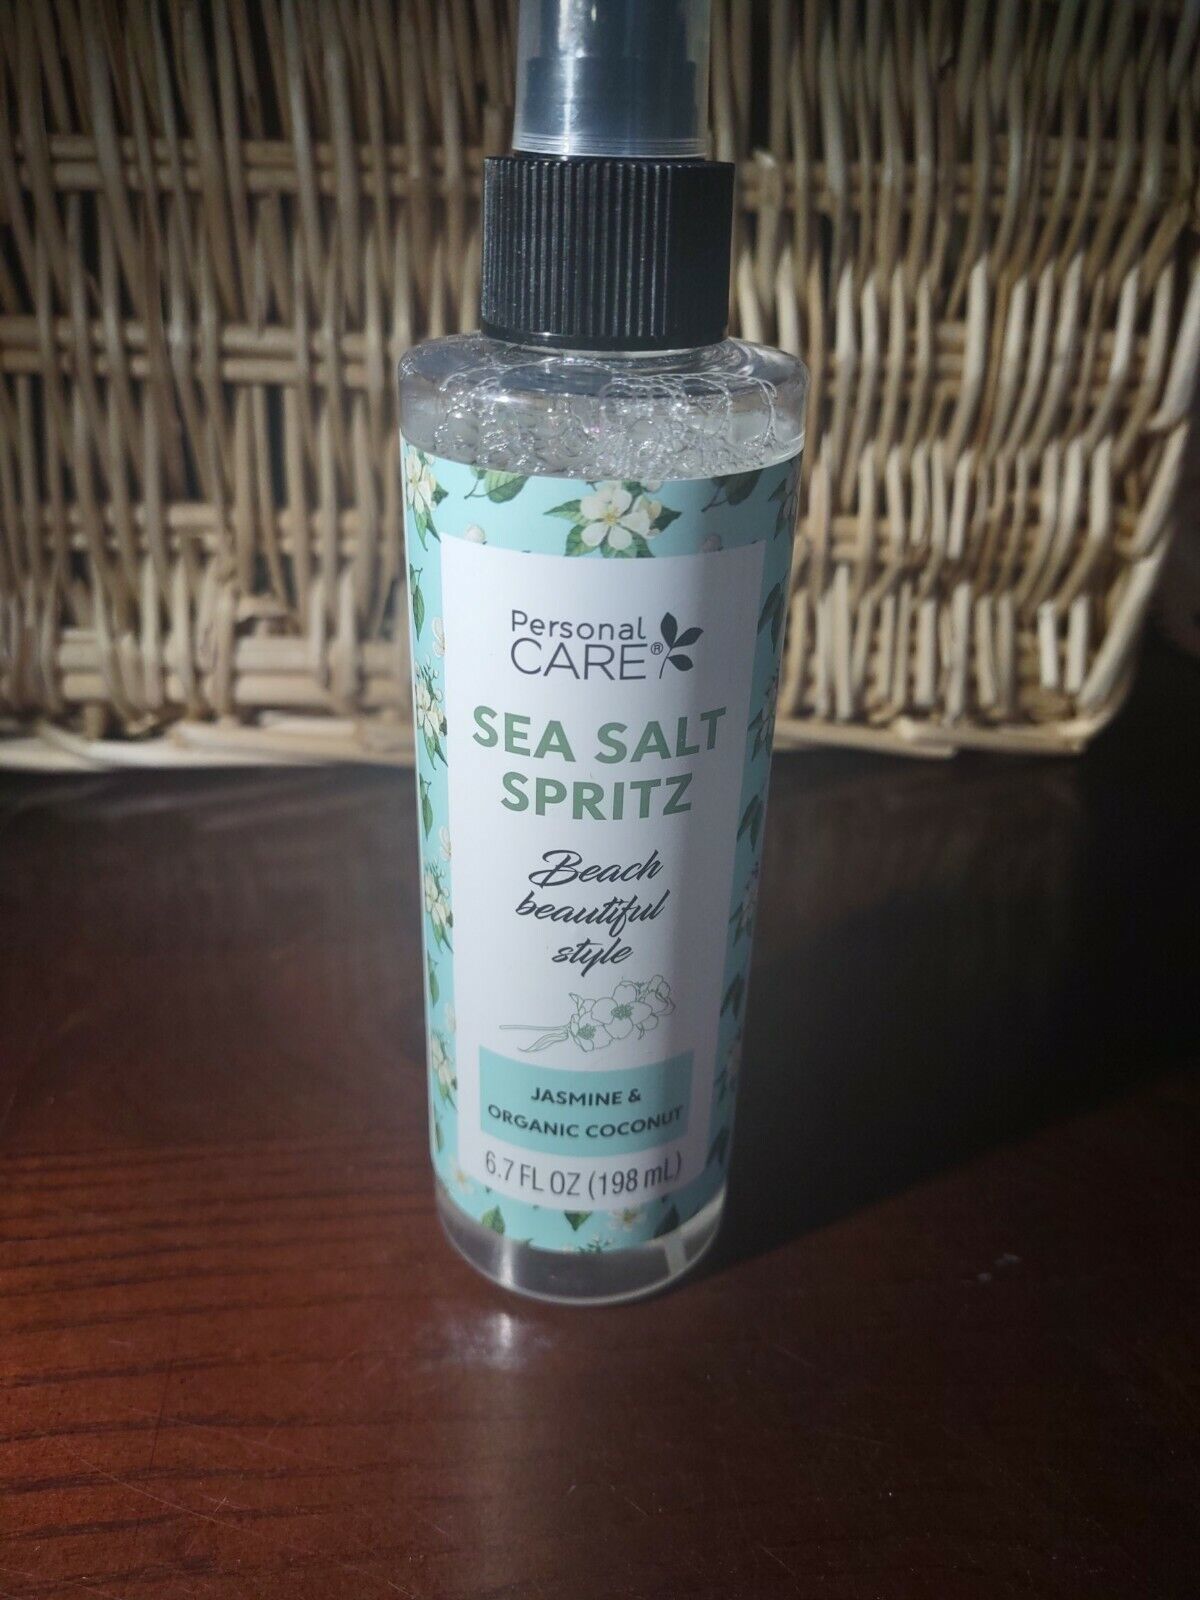 Personal
CARE®
SEA SALT
SPRITZ
Beach
beautiful
style
JASMINE &
ORGANIC COCONUT
6.7 FL OZ (198 mL)